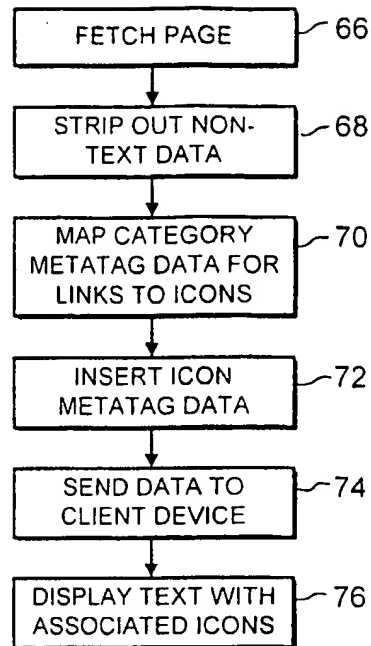 FETCH PAGE
66
STRIP OUT NON-
TEXT DATA
68
MAP CATEGORY
METATAG DATA FOR
LINKS TO ICONS
70
INSERT ICON
METATAG DATA
72
SEND DATA TO
CLIENT DEVICE
74
DISPLAY TEXT WITH
ASSOCIATED ICONS
76